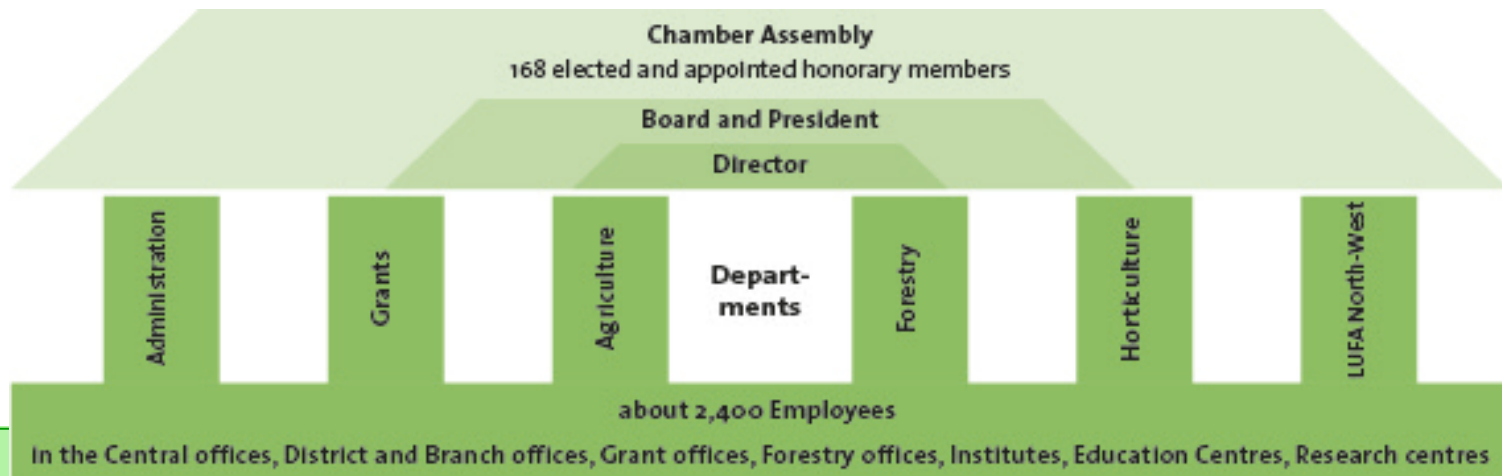 Chamber Assembly
168 elected and appointed honorary members
Board and President
Director
Administration
Grants
Agriculture
Depart-
ments
Forestry
Horticulture
LUFA North-West
about 2,400 Employees
in the Central offices, District and Branch offices, Grant offices, Forestry offices, Institutes, Education Centres, Research centres